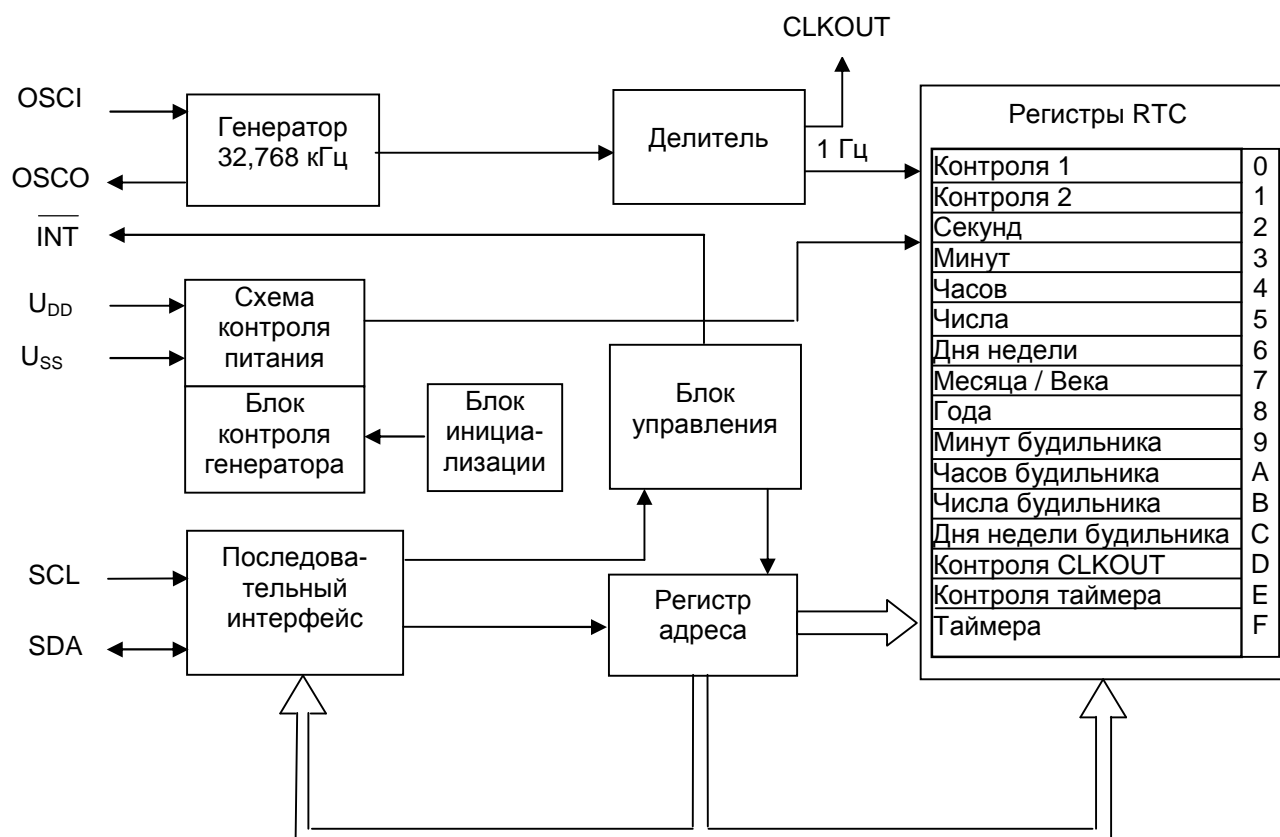 CLKOUT
OSCI
OSCO
INT
U_DD
U_SS
SCL
SDA
Генератор
32,768 кГц
Делитель
1 Гц
Схема
контроля
питания
Блок
контроля
генератора
Блок
инициа-
лизации
Блок
управления
Последова-
тельный
интерфейс
Регистр
адреса
Регистры RTC
Контроля 1 0
Контроля 2 1
Секунд 2
Минут 3
Часов 4
Числа 5
Дня недели 6
Месяца / Века 7
Года 8
Минут будильника 9
Часов будильника A
Числа будильника B
Дня недели будильника C
Контроля CLKOUT D
Контроля таймера E
Таймера F